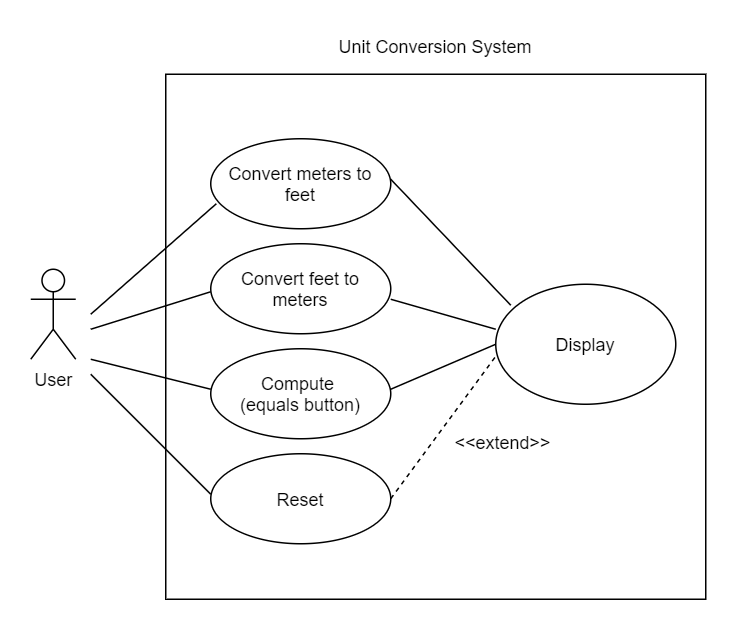 Unit Conversion System
Convert meters to
feet
Convert feet to
meters
Display
User
Compute
(equals button)
<<extend>>
Reset